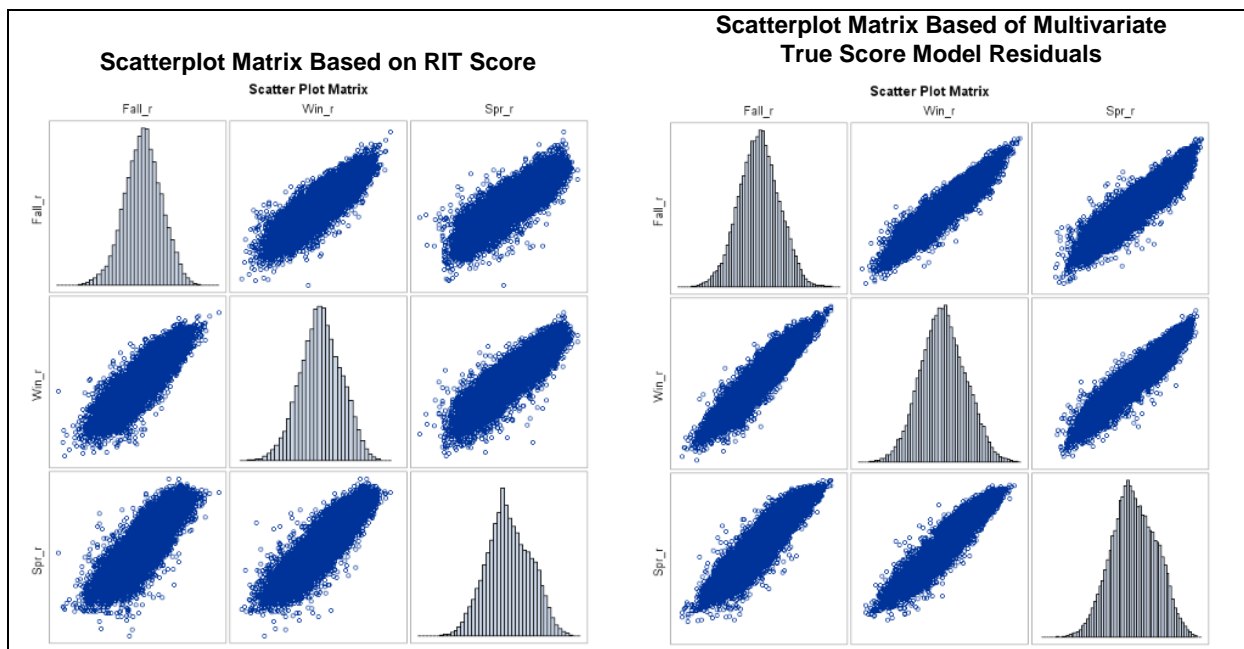 Scatterplot Matrix Based on RIT Score
Scatter Plot Matrix
Fall_r
Win_r
Spr_r
Fall_r
Win_r
Spr_r
Scatterplot Matrix Based of Multivariate
True Score Model Residuals
Scatter Plot Matrix
Fall_r
Win_r
Spr_r
Fall_r
Win_r
Spr_r